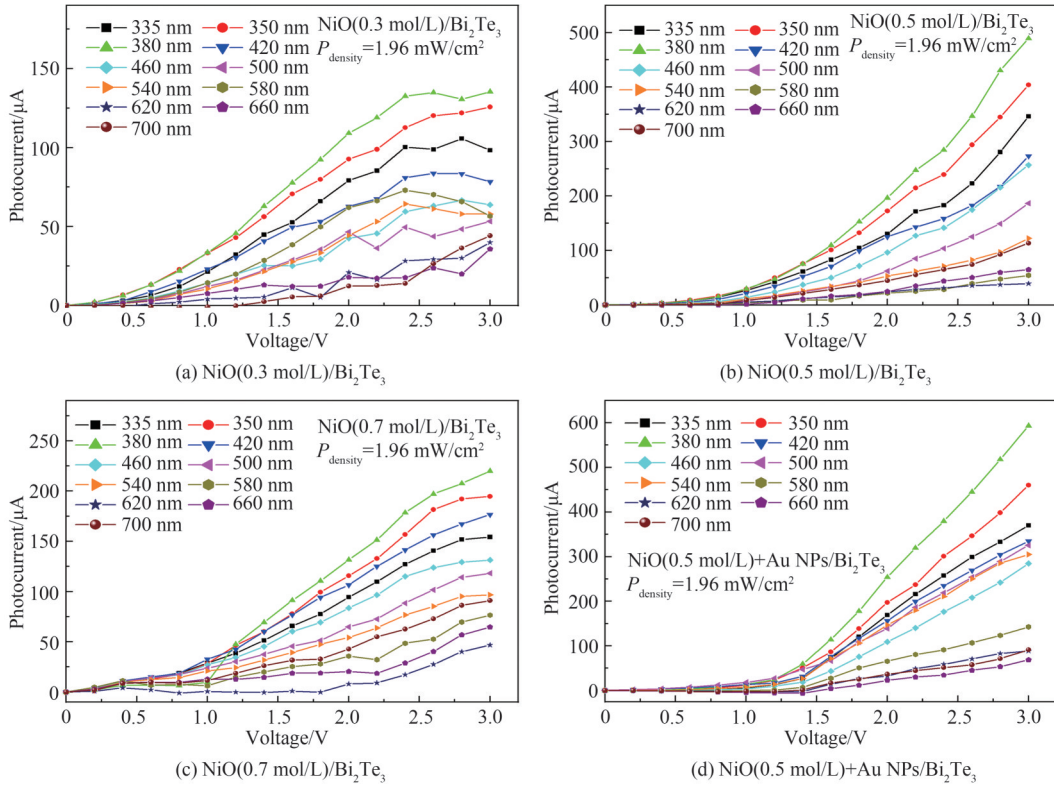 NiO(0.3 mol/L)/Bi₂Te₃
P_density=1.96 mW/cm²
335 nm 350 nm
380 nm 420 nm
460 nm 500 nm
540 nm 580 nm
620 nm 660 nm
700 nm
150
100
50
0
Photocurrent/μA
0 0.5 1.0 1.5 2.0 2.5 3.0
Voltage/V
(a) NiO(0.3 mol/L)/Bi₂Te₃
NiO(0.5 mol/L)/Bi₂Te₃
P_density=1.96 mW/cm²
335 nm 350 nm
380 nm 420 nm
460 nm 500 nm
540 nm 580 nm
620 nm 660 nm
700 nm
500
400
300
200
100
0
Photocurrent/μA
0 0.5 1.0 1.5 2.0 2.5 3.0
Voltage/V
(b) NiO(0.5 mol/L)/Bi₂Te₃
335 nm 350 nm
380 nm 420 nm
460 nm 500 nm
540 nm 580 nm
620 nm 660 nm
700 nm
NiO(0.7 mol/L)/Bi₂Te₃
P_density=1.96 mW/cm²
250
200
150
100
50
0
Photocurrent/μA
0 0.5 1.0 1.5 2.0 2.5 3.0
Voltage/V
(c) NiO(0.7 mol/L)/Bi₂Te₃
335 nm 350 nm
380 nm 420 nm
460 nm 500 nm
540 nm 580 nm
620 nm 660 nm
700 nm
NiO(0.5 mol/L)+Au NPs/Bi₂Te₃
P_density=1.96 mW/cm²
600
500
400
300
200
100
0
Photocurrent/μA
0 0.5 1.0 1.5 2.0 2.5 3.0
Voltage/V
(d) NiO(0.5 mol/L)+Au NPs/Bi₂Te₃